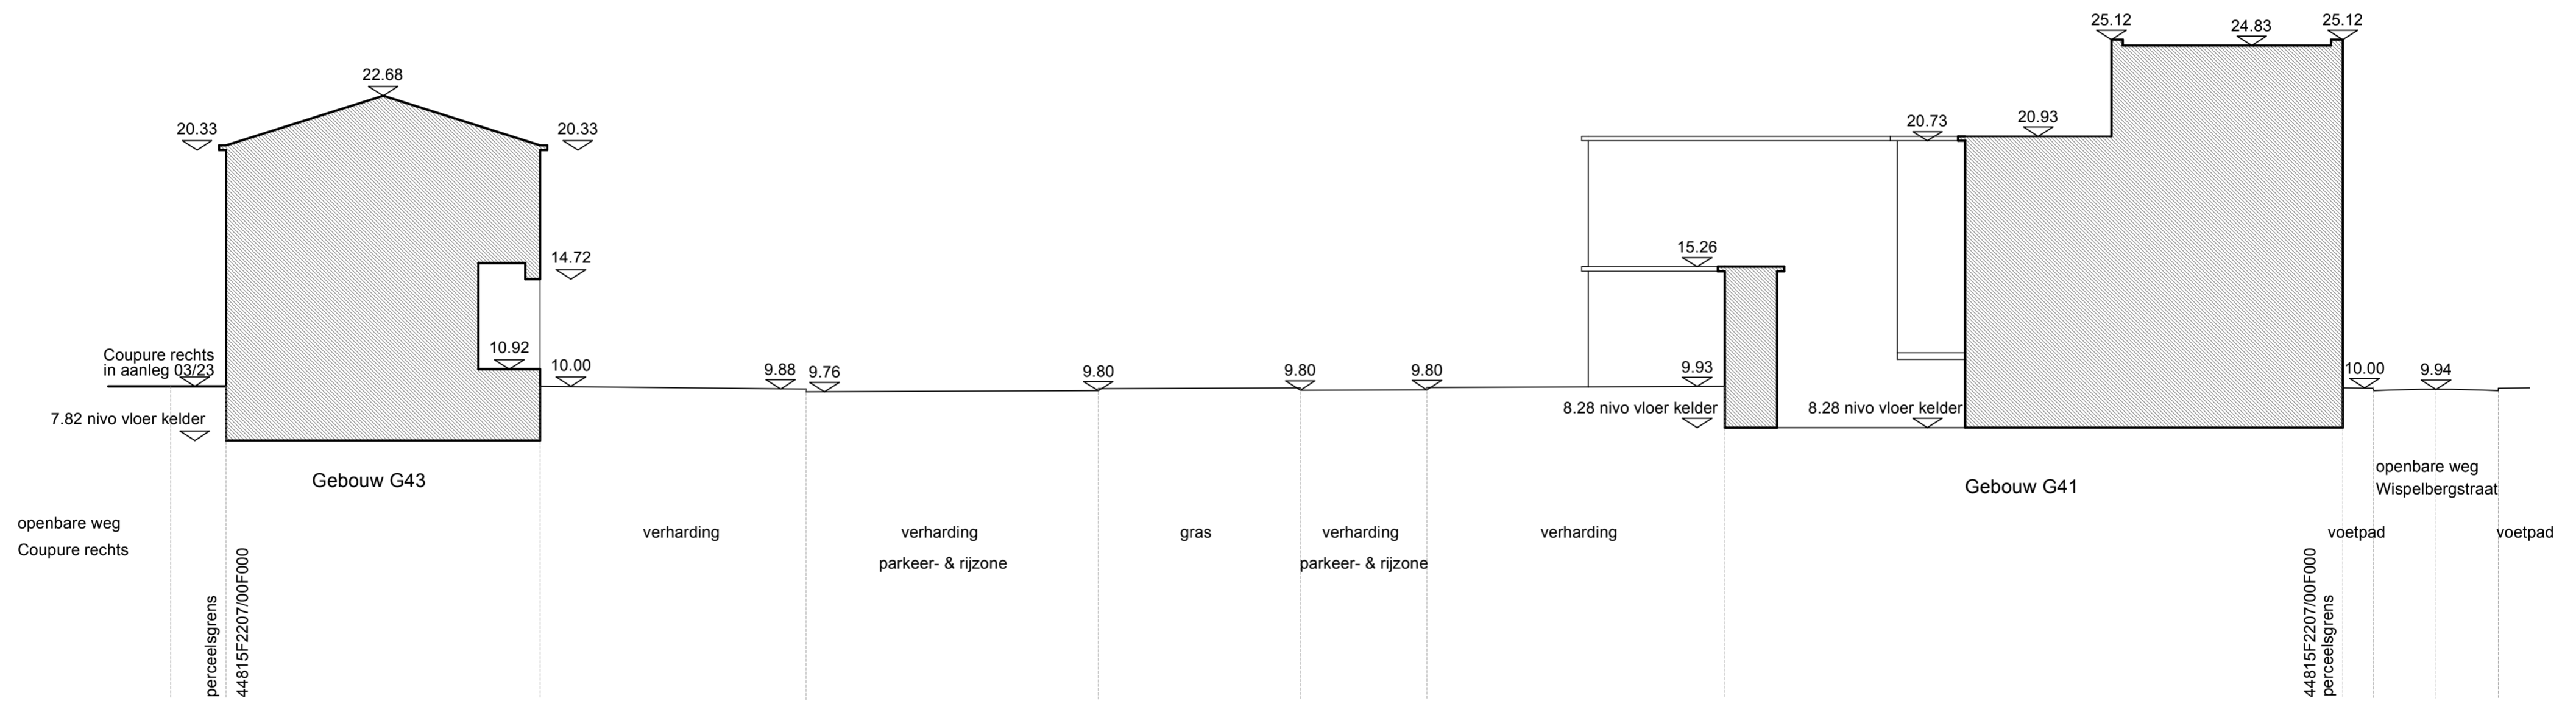 25.12
24.83
25.12
22.68
20.33
20.33
20.73
20.93
14.72
15.26
Coupure rechts
in aanleg 03/23
10.92
10.00
9.88
9.76
9.80
9.80
9.80
9.93
10.00
9.94
7.82 nivo vloer kelder
8.28 nivo vloer kelder
8.28 nivo vloer kelder
Gebouw G43
Gebouw G41
openbare weg
Wispelbergstraat
openbare weg
Coupure rechts
verharding
verharding
parkeer- & rijzone
gras
verharding
parkeer- & rijzone
verharding
voetpad
voetpad
perceelsgrens
44815F2207/00F000
44815F2207/00F000
perceelsgrens